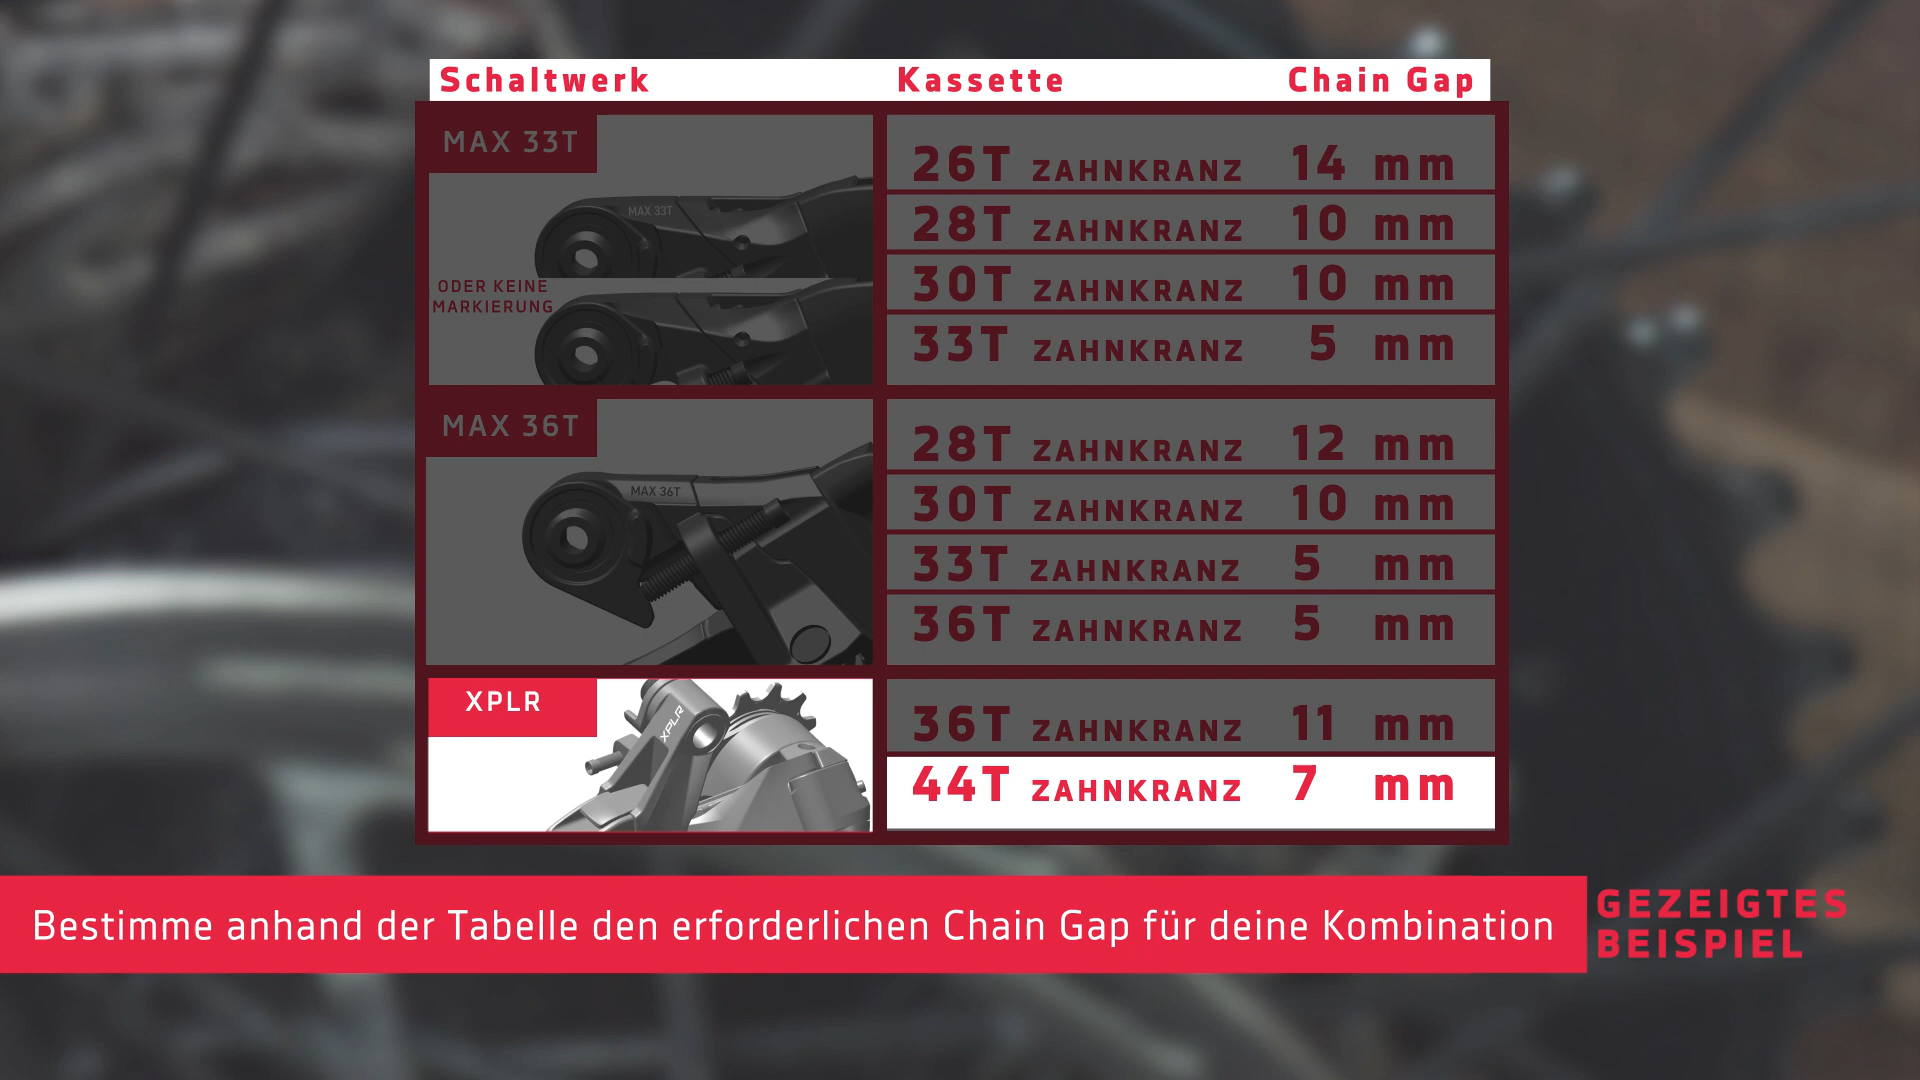 Schaltwerk Kassette Chain Gap
MAX 33T
26T ZAHNKRANZ 14 mm
MAX 33T
28T ZAHNKRANZ 10 mm
ODER KEINE
MARKIERUNG
30T ZAHNKRANZ 10 mm
33T ZAHNKRANZ 5 mm
MAX 36T
28T ZAHNKRANZ 12 mm
MAX 36T
30T ZAHNKRANZ 10 mm
33T ZAHNKRANZ 5 mm
36T ZAHNKRANZ 5 mm
XPLR
XPLR
36T ZAHNKRANZ 11 mm
44T ZAHNKRANZ 7 mm
Bestimme anhand der Tabelle den erforderlichen Chain Gap für deine Kombination
GEZEIGTES
BEISPIEL